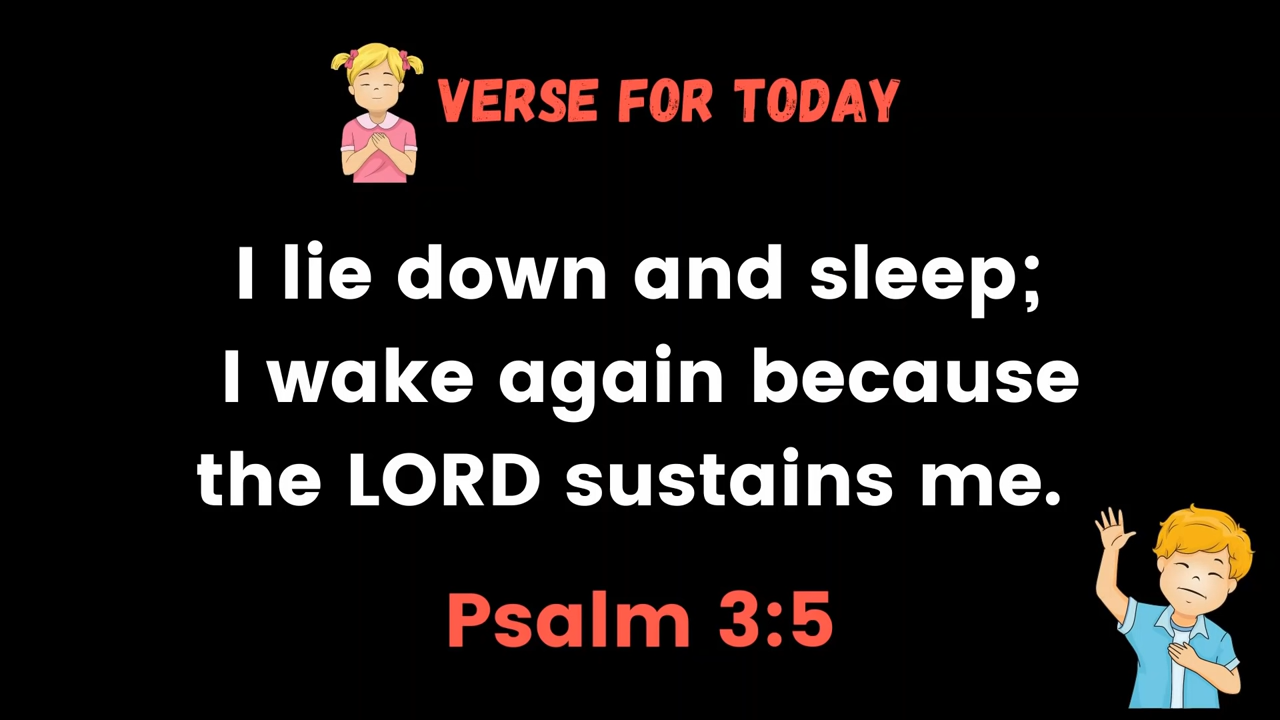 VERSE FOR TODAY
I lie down and sleep;
I wake again because
the LORD sustains me.
Psalm 3:5